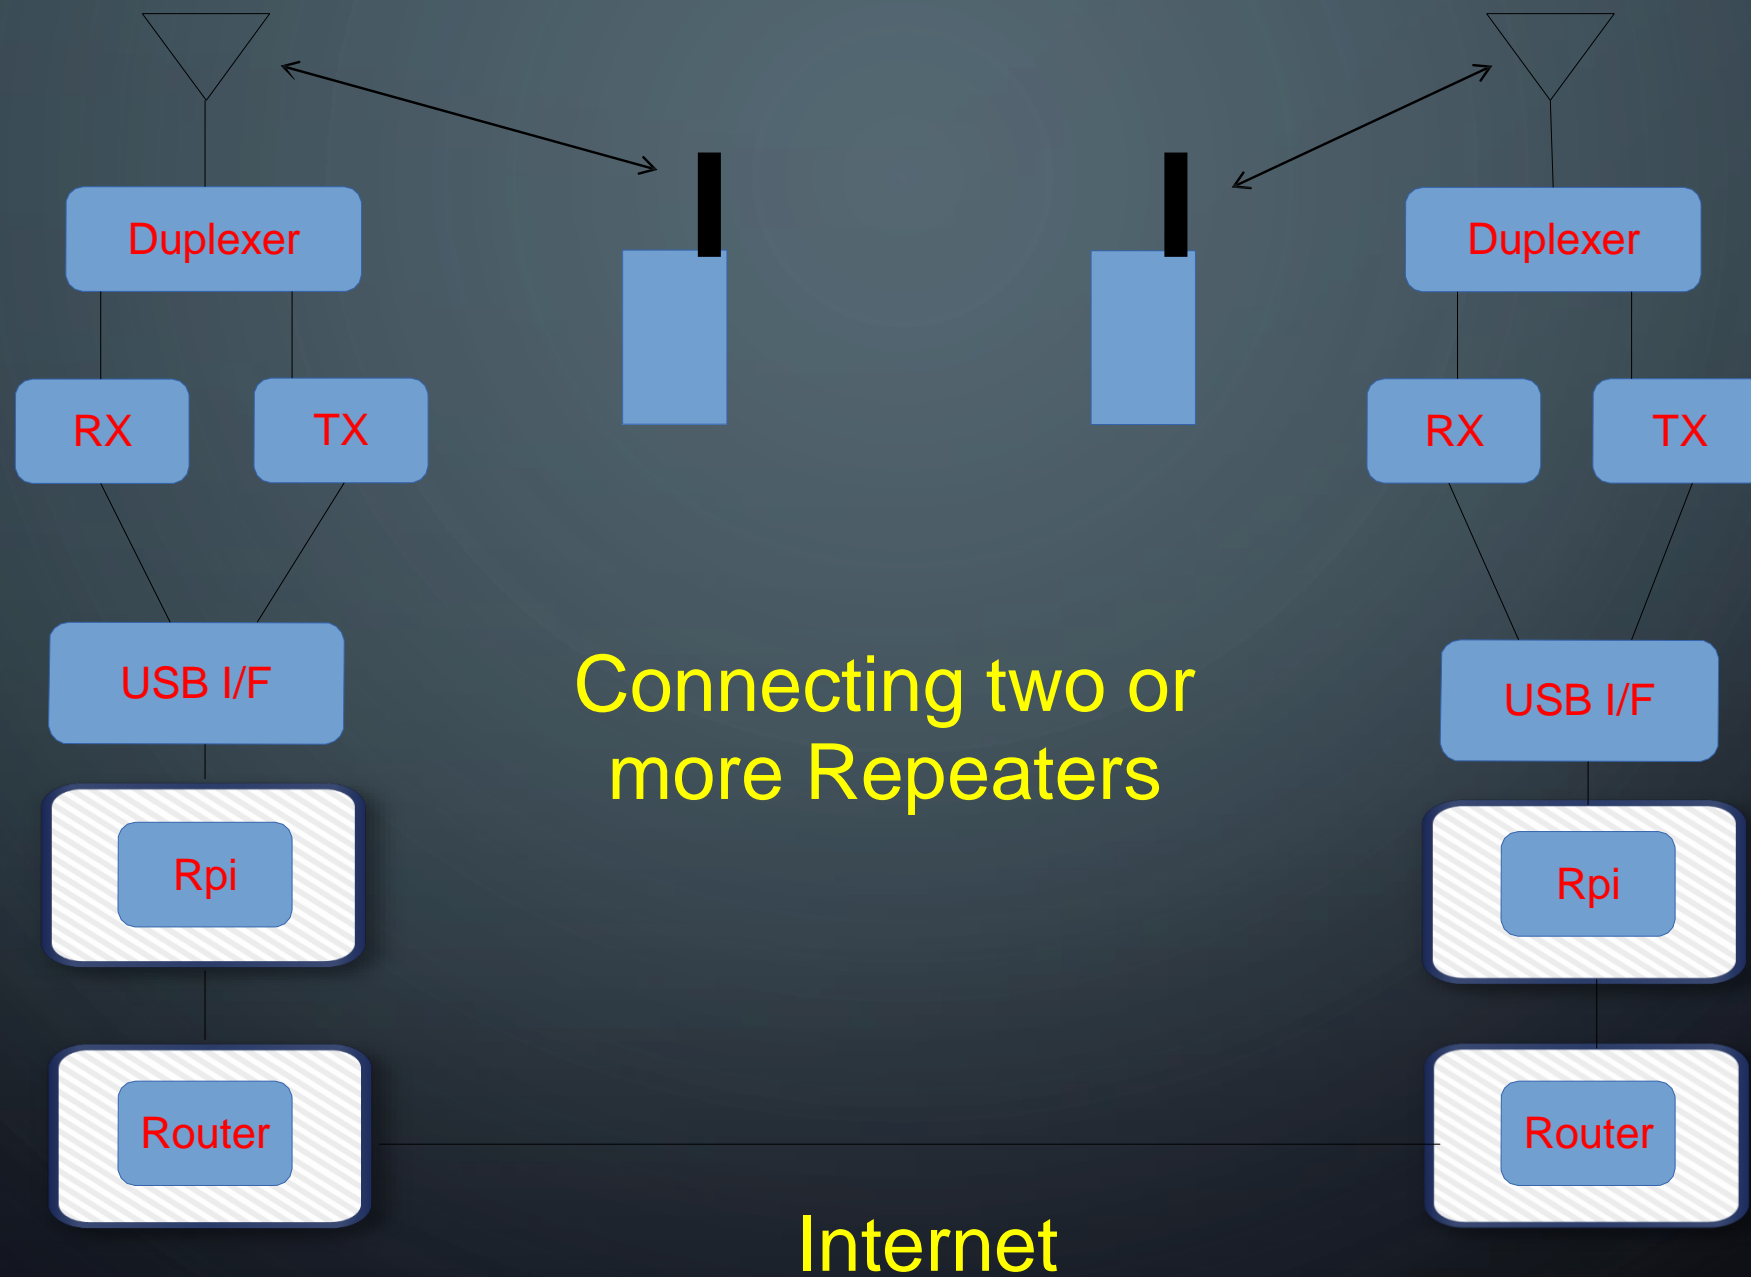 Duplexer
Duplexer
RX
TX
RX
TX
USB I/F
USB I/F
Connecting two or
more Repeaters
Rpi
Rpi
Router
Router
Internet